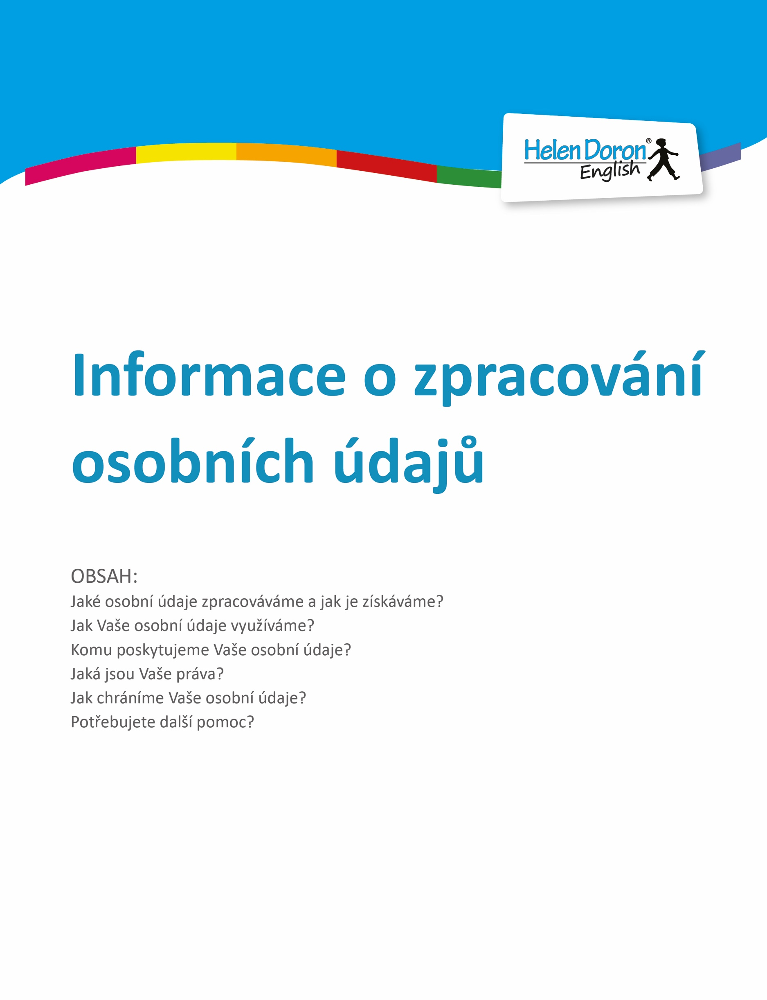 Helen Doron®
English
Informace o zpracování
osobních údajů
OBSAH:
Jaké osobní údaje zpracováváme a jak je získáváme?
Jak Vaše osobní údaje využíváme?
Komu poskytujeme Vaše osobní údaje?
Jaká jsou Vaše práva?
Jak chráníme Vaše osobní údaje?
Potřebujete další pomoc?